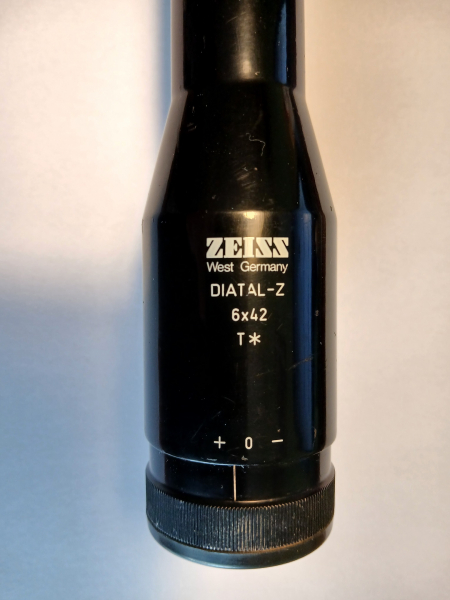 ZEISS
West Germany
DIATAL-Z
6x42
T*
+ 0 -